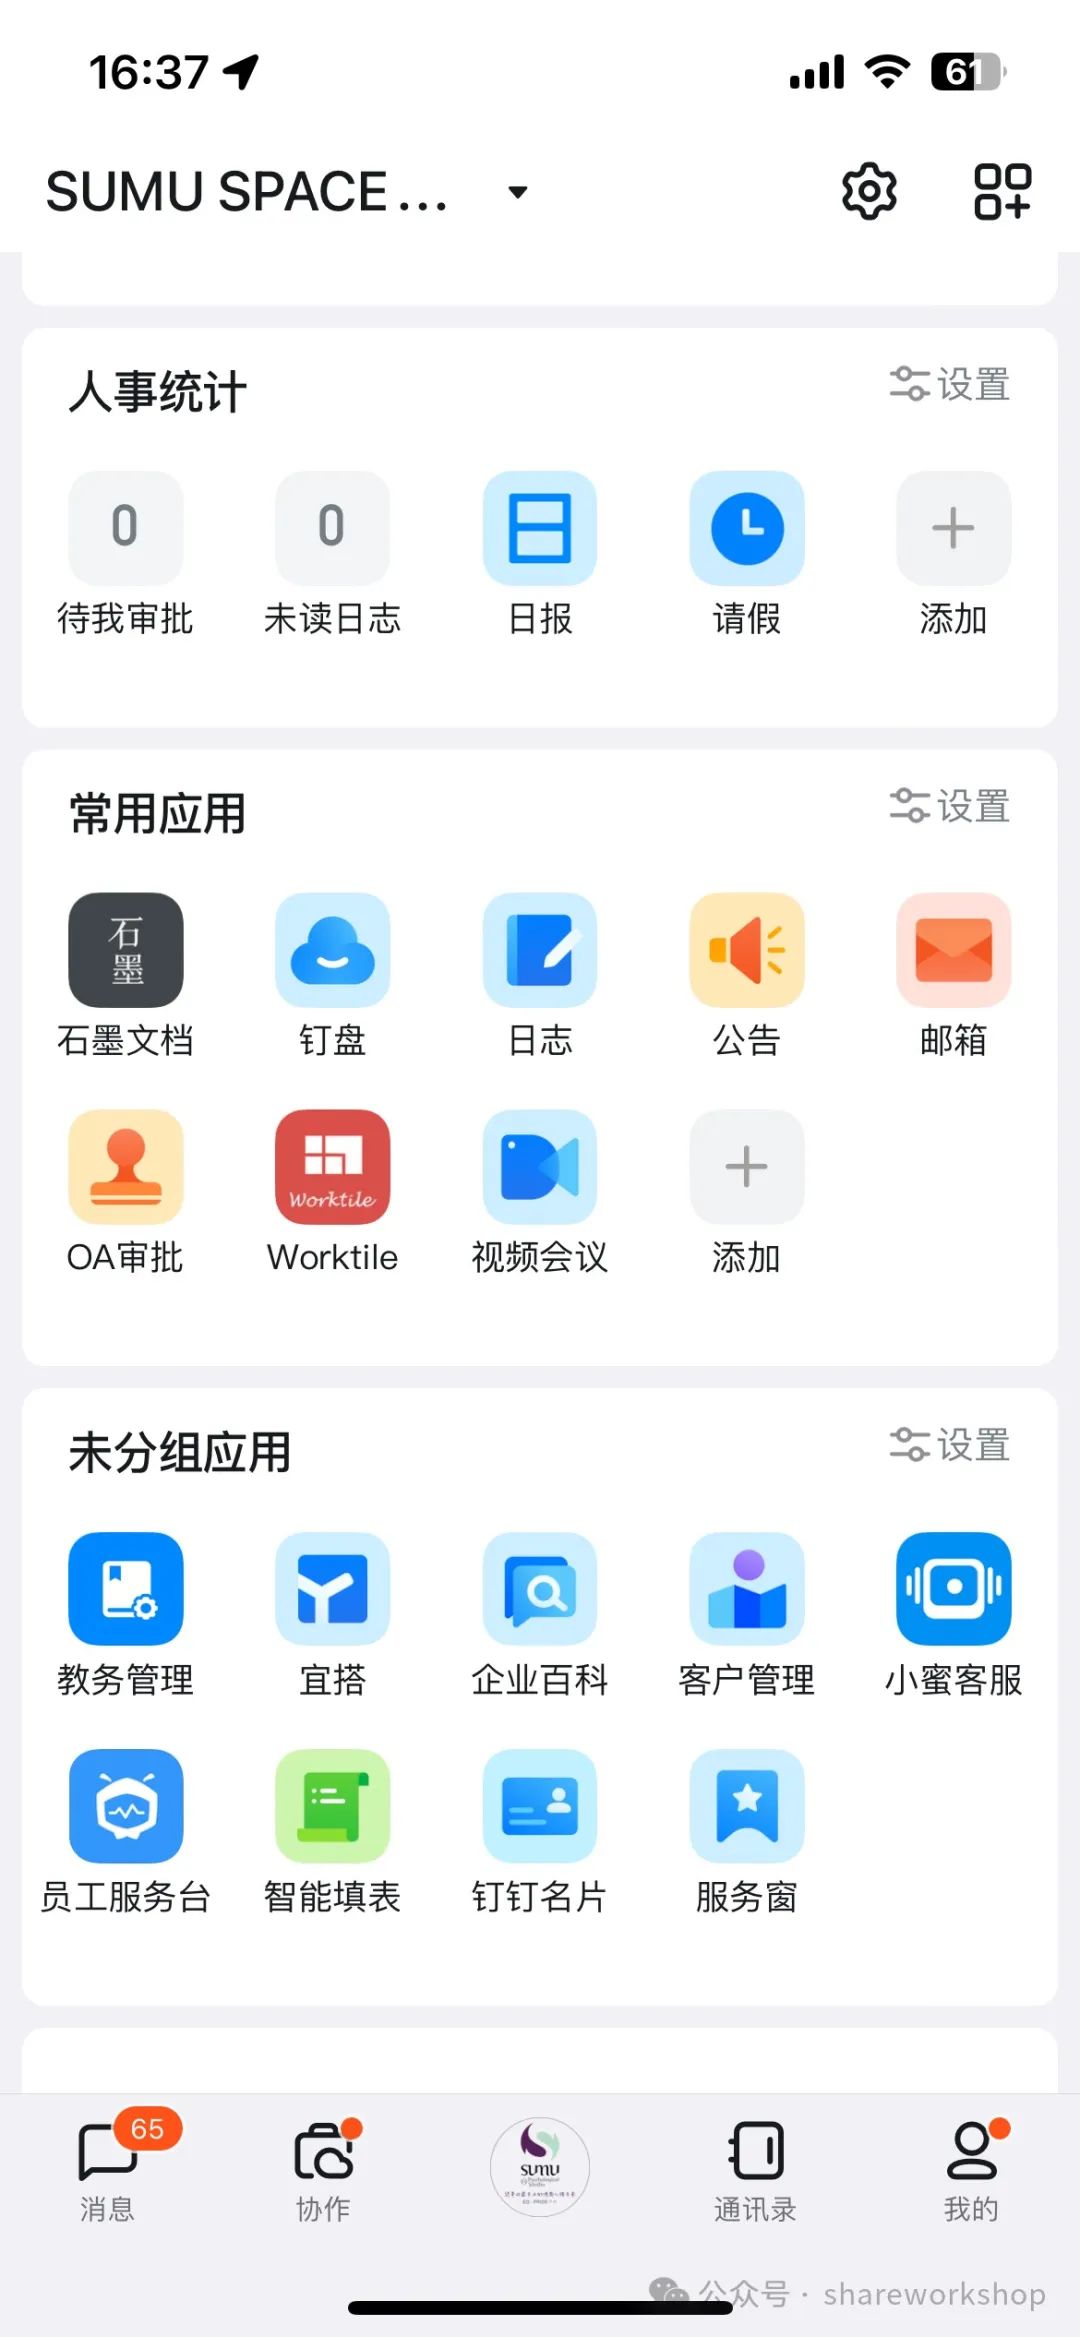 16:37
61
SUMU SPACE...
人事统计
设置
0
0
待我审批
未读日志
日报
请假
添加
常用应用
设置
石墨
石墨文档
钉盘
日志
公告
邮箱
Worktile
OA审批
Worktile
视频会议
添加
未分组应用
设置
教务管理
宜搭
企业百科
客户管理
小蜜客服
员工服务台
智能填表
钉钉名片
服务窗
65
消息
协作
sumu
通讯录
我的
公众号 · shareworkshop